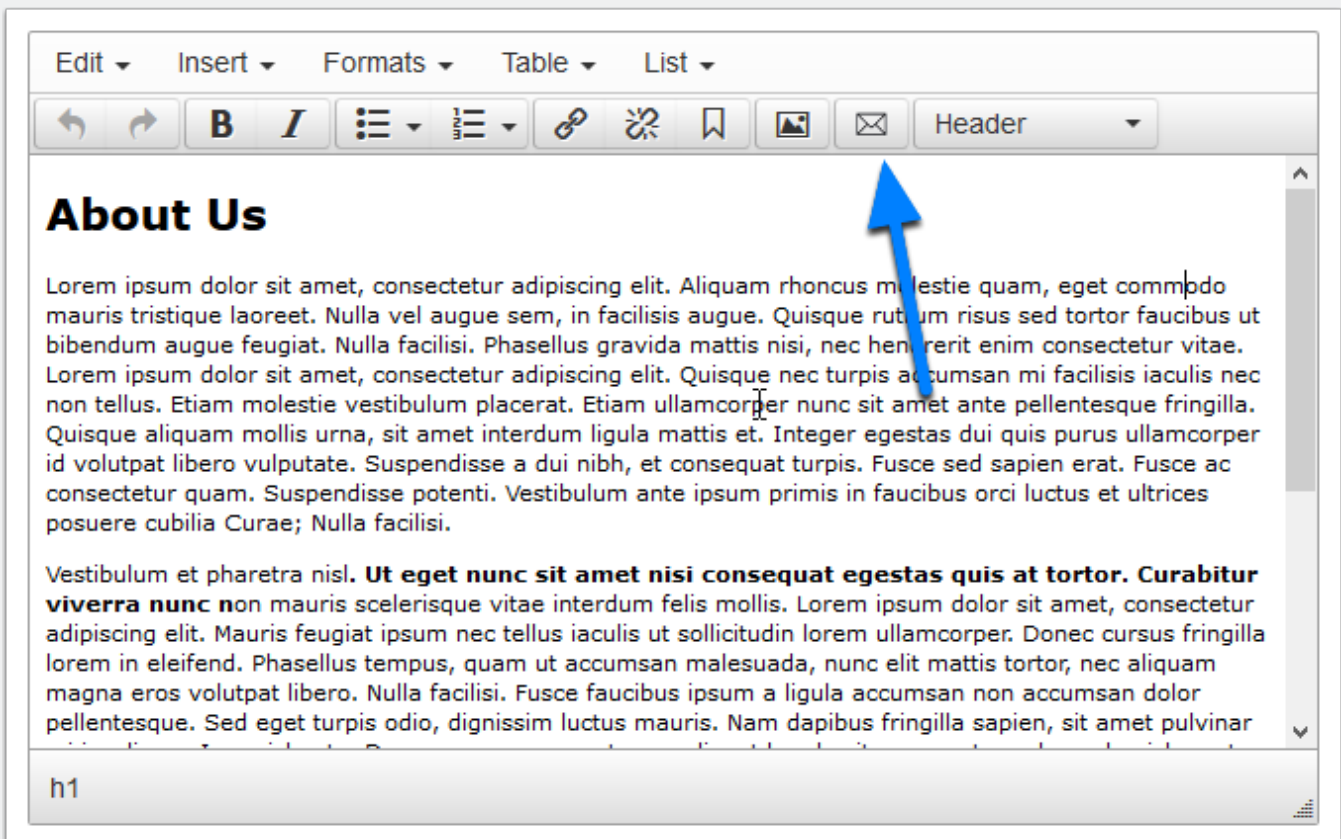 Edit Insert Formats Table List
B I Header
About Us
Lorem ipsum dolor sit amet, consectetur adipiscing elit. Aliquam rhoncus molestie quam, eget commodo
mauris tristique laoreet. Nulla vel augue sem, in facilisis augue. Quisque rutrum risus sed tortor faucibus ut
bibendum augue feugiat. Nulla facilisi. Phasellus gravida mattis nisi, nec hendrerit enim consectetur vitae.
Lorem ipsum dolor sit amet, consectetur adipiscing elit. Quisque nec turpis accumsan mi facilisis iaculis nec
non tellus. Etiam molestie vestibulum placerat. Etiam ullamcorper nunc sit amet ante pellentesque fringilla.
Quisque aliquam mollis urna, sit amet interdum ligula mattis et. Integer egestas dui quis purus ullamcorper
id volutpat libero vulputate. Suspendisse a dui nibh, et consequat turpis. Fusce sed sapien erat. Fusce ac
consectetur quam. Suspendisse potenti. Vestibulum ante ipsum primis in faucibus orci luctus et ultrices
posuere cubilia Curae; Nulla facilisi.
Vestibulum et pharetra nisl. Ut eget nunc sit amet nisi consequat egestas quis at tortor. Curabitur
viverra nunc non mauris scelerisque vitae interdum felis mollis. Lorem ipsum dolor sit amet, consectetur
adipiscing elit. Mauris feugiat ipsum nec tellus iaculis ut sollicitudin lorem ullamcorper. Donec cursus fringilla
lorem in eleifend. Phasellus tempus, quam ut accumsan malesuada, nunc elit mattis tortor, nec aliquam
magna eros volutpat libero. Nulla facilisi. Fusce faucibus ipsum a ligula accumsan non accumsan dolor
pellentesque. Sed eget turpis odio, dignissim luctus mauris. Nam dapibus fringilla sapien, sit amet pulvinar
h1